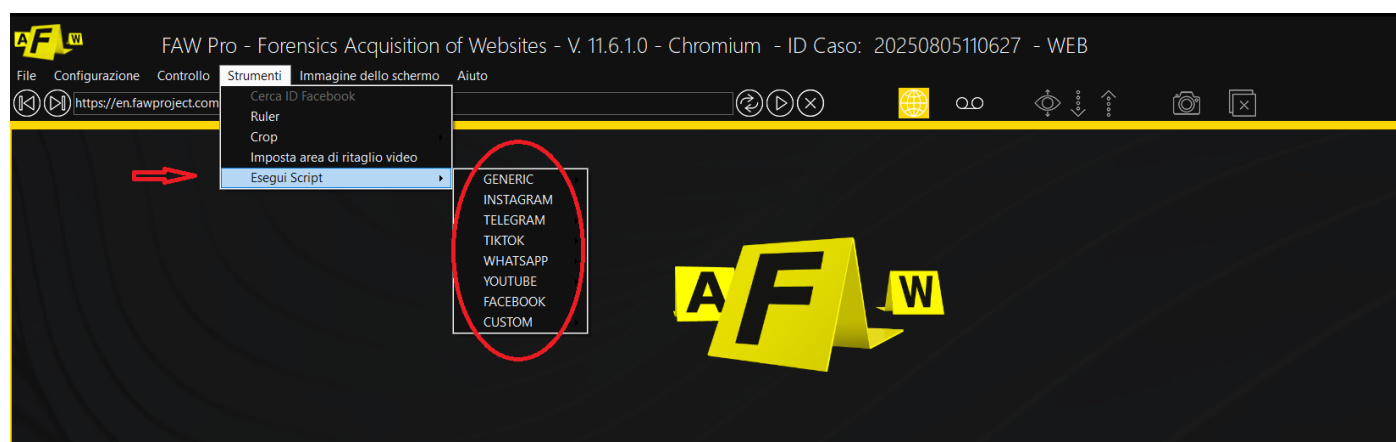 A F W
FAW Pro - Forensics Acquisition of Websites - V. 11.6.1.0 - Chromium - ID Caso: 20250805110627 - WEB
File Configurazione Controllo Strumenti Immagine dello schermo Aiuto
https://en.fawproject.com
Cerca ID Facebook
Ruler
Crop
Imposta area di ritaglio video
Esegui Script
GENERIC
INSTAGRAM
TELEGRAM
TIKTOK
WHATSAPP
YOUTUBE
FACEBOOK
CUSTOM
A F W